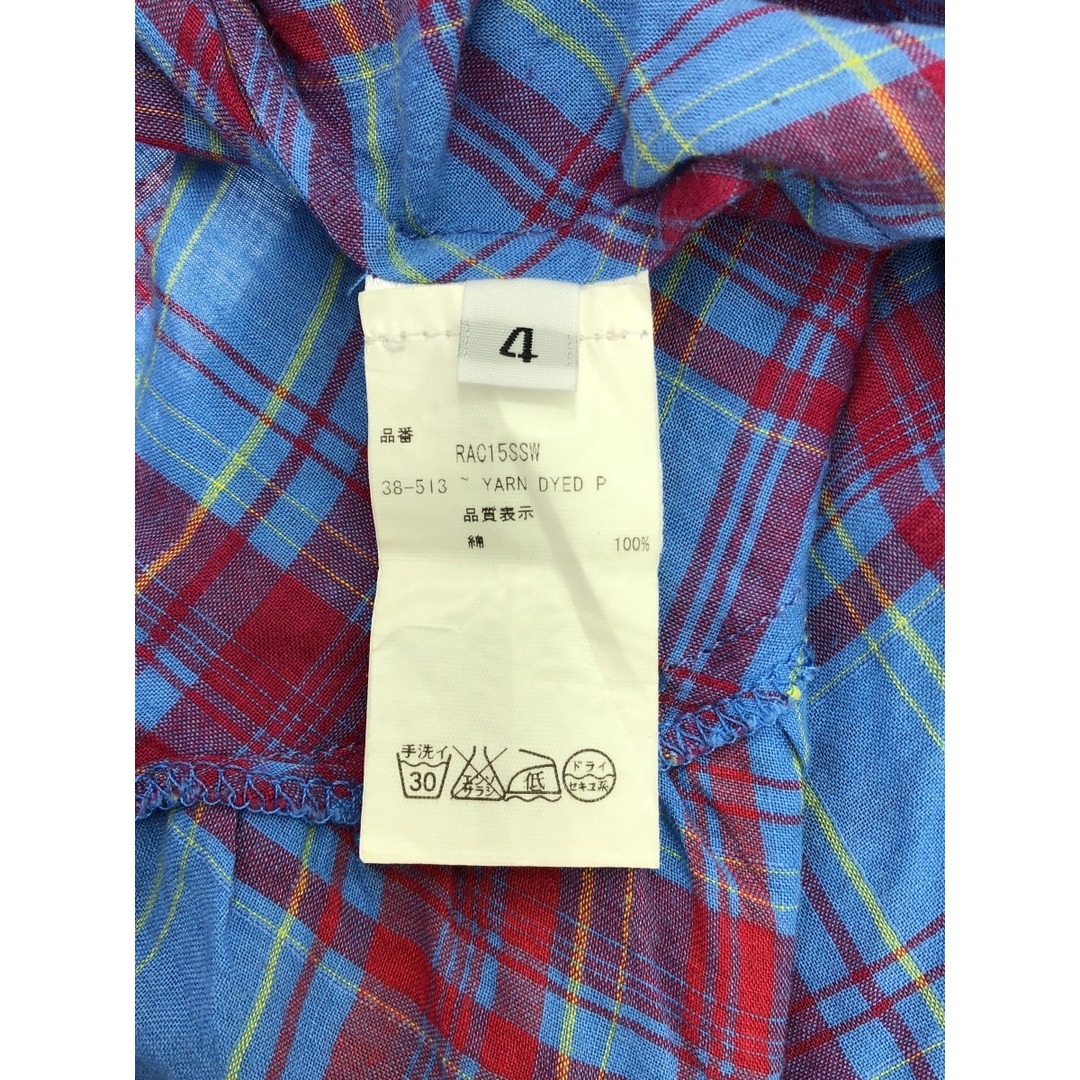 4
品番
RAC15SSW
38-513 ~ YARN DYED P
品質表示
綿 100%
手洗イ
30
エンソ
サラシ
低
ドライ
セキユ系